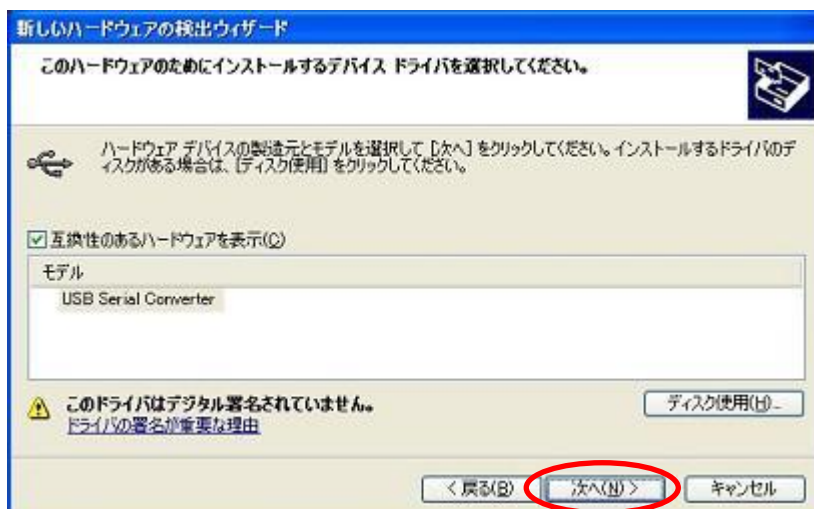 新しいハードウェアの検出ウィザード
このハードウェアのためにインストールするデバイス ドライバを選択してください。
ハードウェア デバイスの製造元とモデルを選択して [次へ] をクリックしてください。インストールするドライバのデ
ィスクがある場合は、[ディスク使用] をクリックしてください。
互換性のあるハードウェアを表示(C)
モデル
USB Serial Converter
このドライバはデジタル署名されていません。
ディスク使用(H)...
ドライバの署名が重要な理由
< 戻る(B)
次へ(N) >
キャンセル